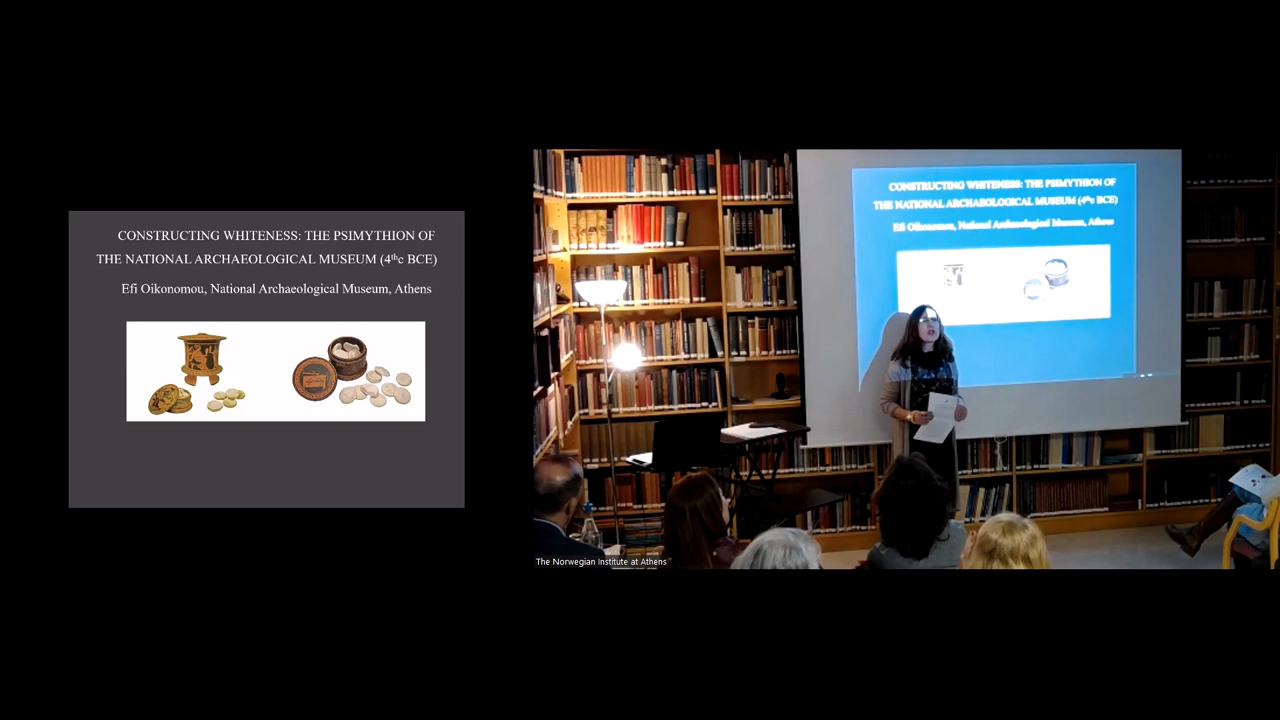 CONSTRUCTING WHITENESS: THE PSIMYTHION OF
THE NATIONAL ARCHAEOLOGICAL MUSEUM (4thc BCE)
Efi Oikonomou, National Archaeological Museum, Athens
CONSTRUCTING WHITENESS: THE PSIMYTHION OF
THE NATIONAL ARCHAEOLOGICAL MUSEUM (4thc BCE)
Efi Oikonomou, National Archaeological Museum, Athens
The Norwegian Institute at Athens